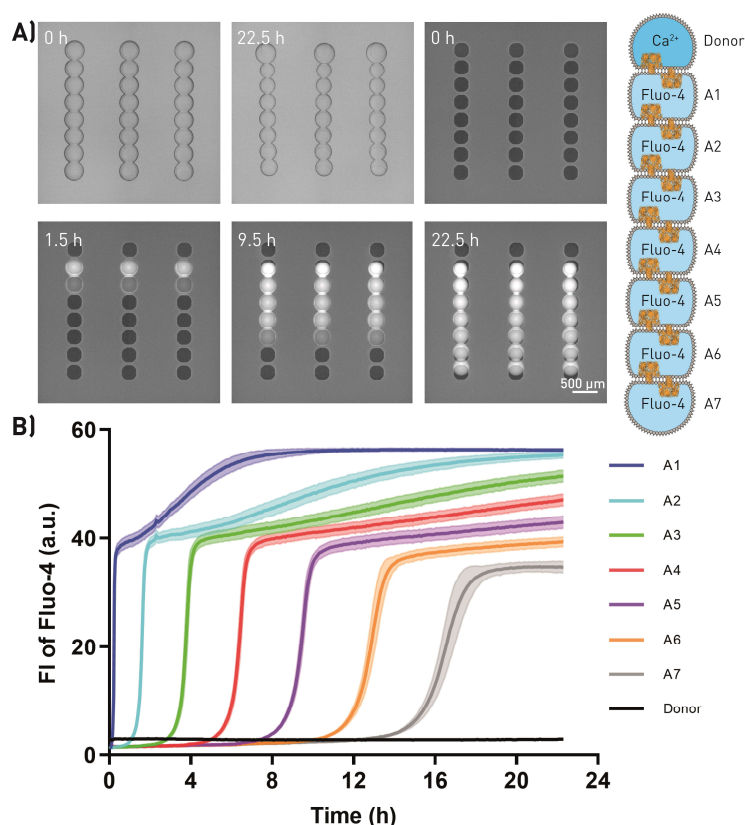 A)
0 h
22.5 h
0 h
1.5 h
9.5 h
22.5 h
500 µm
Ca²⁺
Donor
Fluo-4
A1
Fluo-4
A2
Fluo-4
A3
Fluo-4
A4
Fluo-4
A5
Fluo-4
A6
Fluo-4
A7
B)
FI of Fluo-4 (a.u.)
60
40
20
0
0
4
8
12
16
20
24
Time (h)
A1
A2
A3
A4
A5
A6
A7
Donor